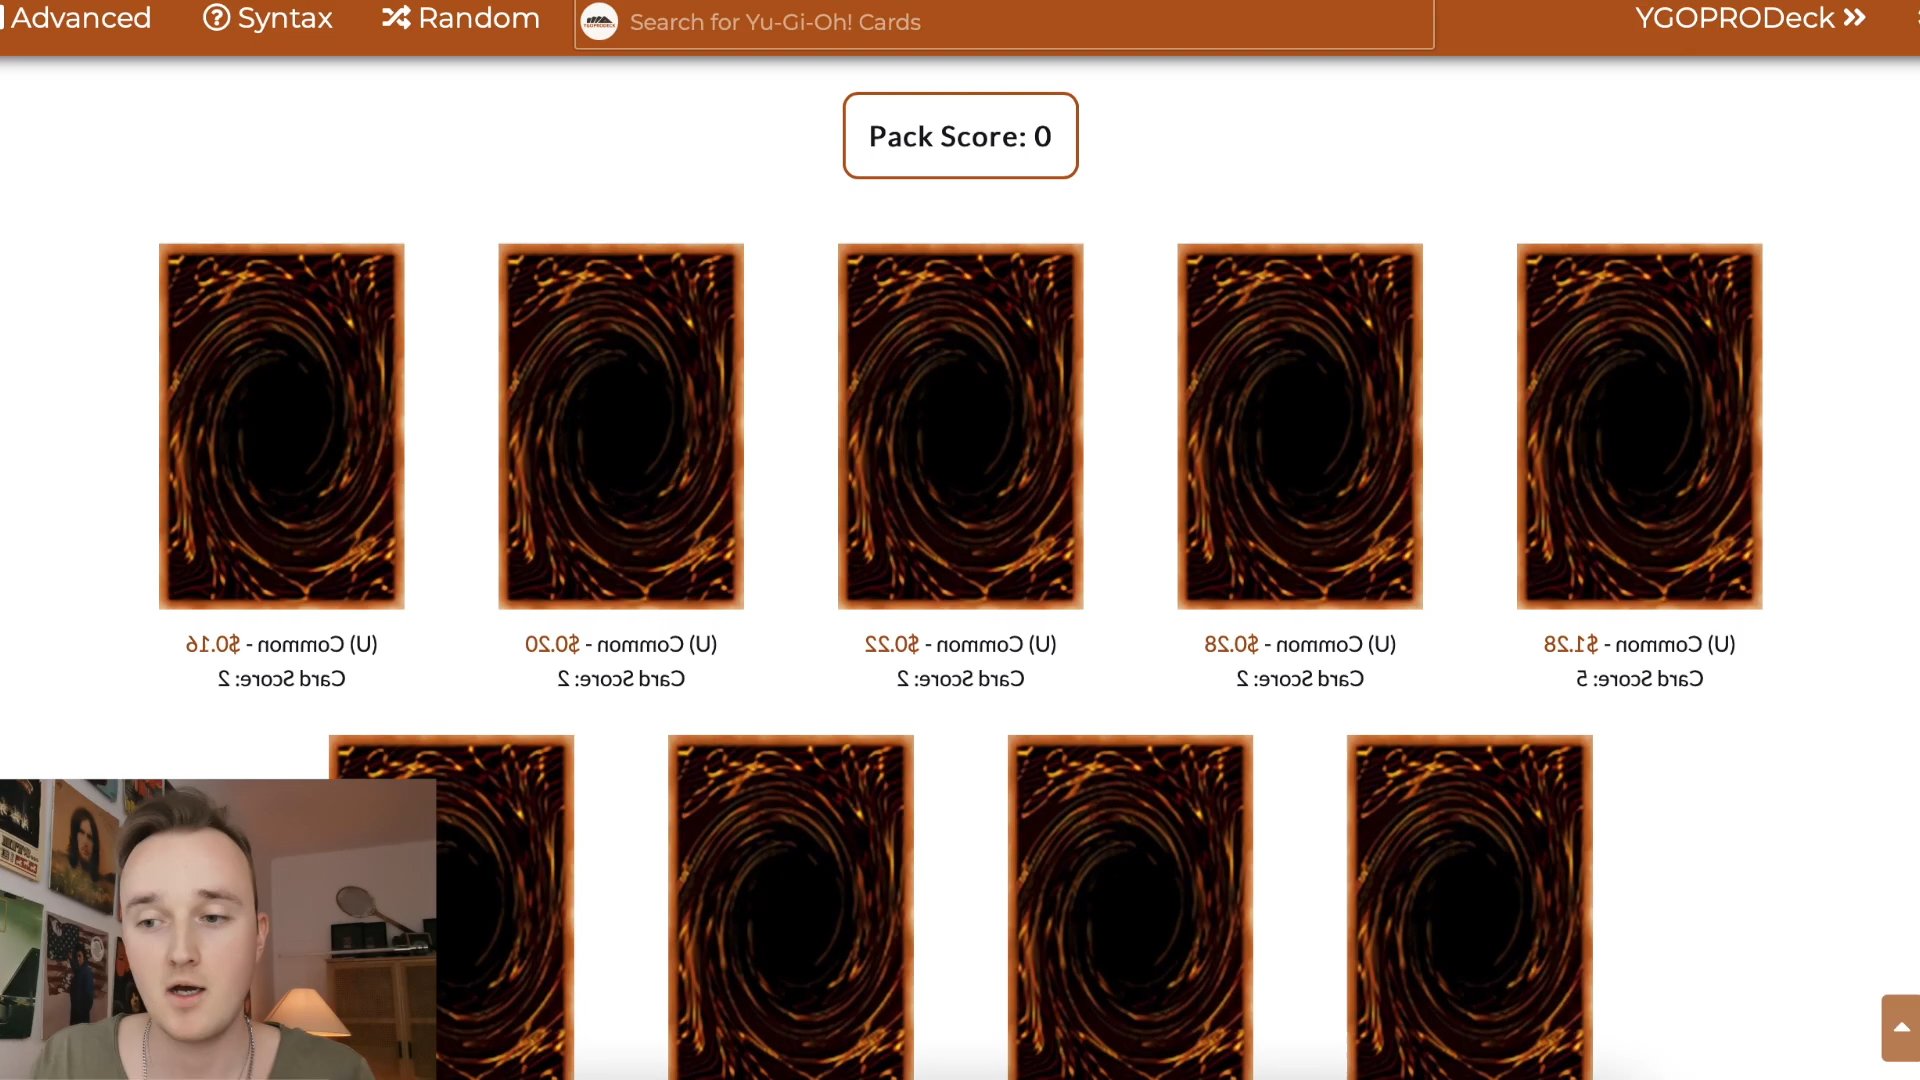 Advanced
Syntax
Random
Search for Yu-Gi-Oh! Cards
YGOPRODeck
Pack Score: 0
(U) Common - $0.16
Card Score: 2
(U) Common - $0.20
Card Score: 2
(U) Common - $0.22
Card Score: 2
(U) Common - $0.28
Card Score: 2
(U) Common - $1.28
Card Score: 5